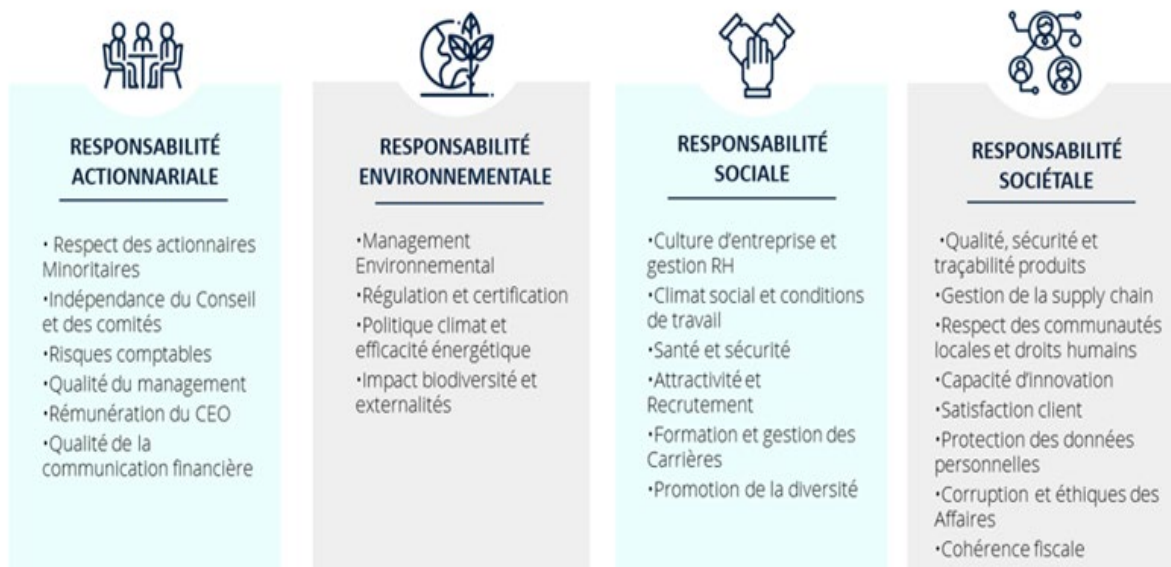 RESPONSABILITÉ
ACTIONNARIALE
• Respect des actionnaires
Minoritaires
•Indépendance du Conseil
et des comités
•Risques comptables
•Qualité du management
•Rémunération du CEO
•Qualité de la
communication financière
RESPONSABILITÉ
ENVIRONNEMENTALE
•Management
Environnemental
•Régulation et certification
•Politique climat et
efficacité énergétique
•Impact biodiversité et
externalités
RESPONSABILITÉ
SOCIALE
•Culture d'entreprise et
gestion RH
•Climat social et conditions
de travail
•Santé et sécurité
•Attractivité et
Recrutement
•Formation et gestion des
Carrières
•Promotion de la diversité
RESPONSABILITÉ
SOCIÉTALE
•Qualité, sécurité et
traçabilité produits
•Gestion de la supply chain
•Respect des communautés
locales et droits humains
•Capacité d'innovation
•Satisfaction client
•Protection des données
personnelles
•Corruption et éthiques des
Affaires
•Cohérence fiscale